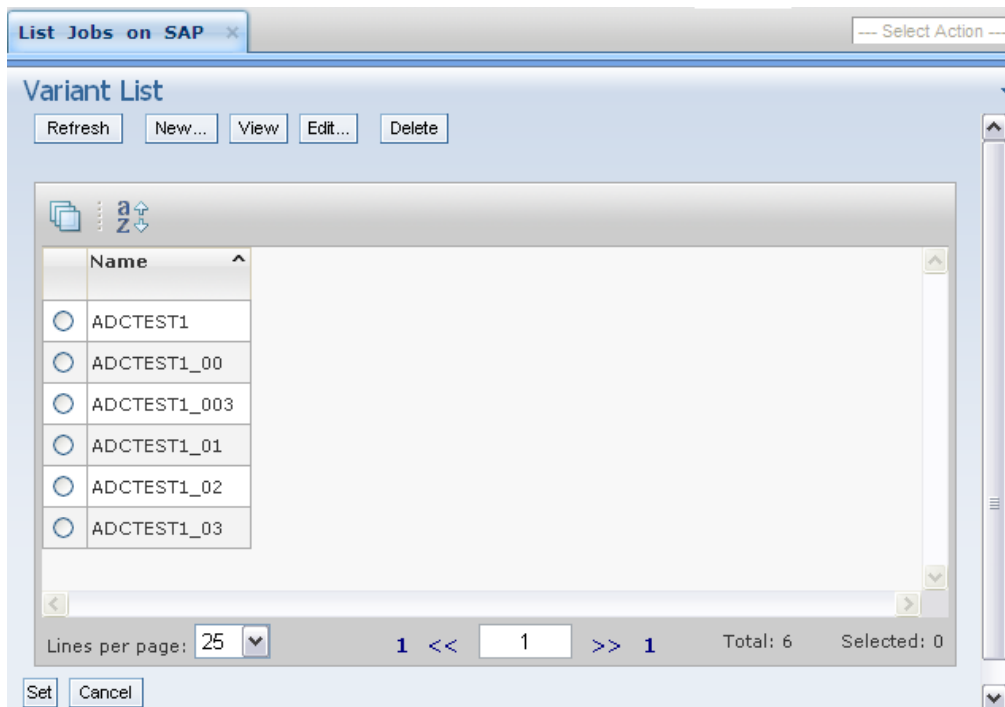 List Jobs on SAP ×
--- Select Action ---
Variant List
Refresh New... View Edit... Delete
a
z
Name
ADCTEST1
ADCTEST1_00
ADCTEST1_003
ADCTEST1_01
ADCTEST1_02
ADCTEST1_03
Lines per page: 25 1 << 1 >> 1 Total: 6 Selected: 0
Set Cancel